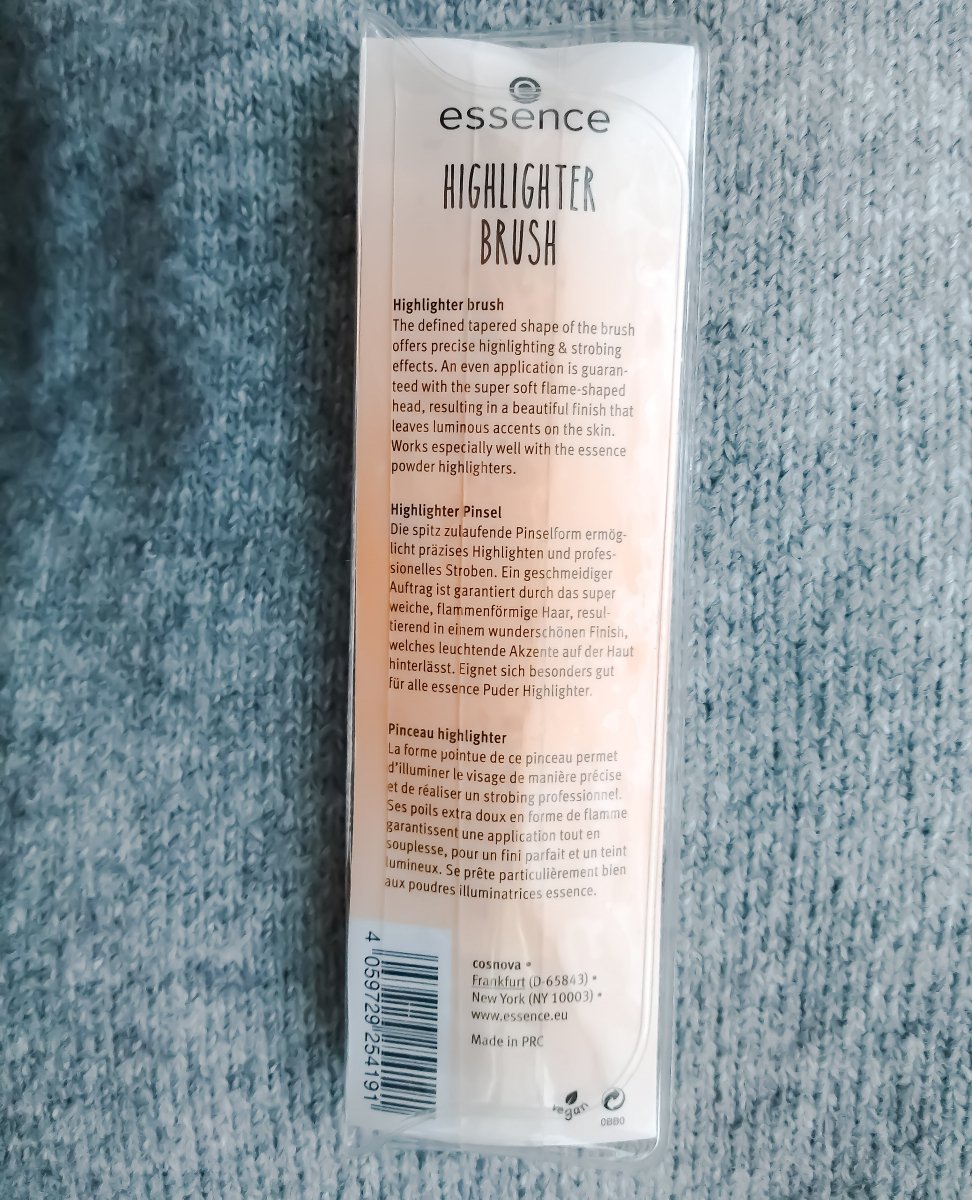 essence
HIGHLIGHTER
BRUSH
Highlighter brush
The defined tapered shape of the brush
offers precise highlighting & strobing
effects. An even application is guaran-
teed with the super soft flame-shaped
head, resulting in a beautiful finish that
leaves luminous accents on the skin.
Works especially well with the essence
powder highlighters.
Highlighter Pinsel
Die spitz zulaufende Pinselform ermög-
licht präzises Highlighten und profes-
sionelles Stroben. Ein geschmeidiger
Auftrag ist garantiert durch das super
weiche, flammenförmige Haar, resul-
tierend in einem wunderschönen Finish,
welches leuchtende Akzente auf der Haut
hinterlässt. Eignet sich besonders gut
für alle essence Puder Highlighter.
Pinceau highlighter
La forme pointue de ce pinceau permet
d'illuminer le visage de manière précise
et de réaliser un strobing professionnel.
Ses poils extra doux en forme de flamme
garantissent une application tout en
souplesse, pour un fini parfait et un teint
lumineux. Se prête particulièrement bien
aux poudres illuminatrices essence.
4 059729 254191
cosnova •
Frankfurt (D-65843) •
New York (NY 10003) •
www.essence.eu
Made in PRC
vegan
0BB0